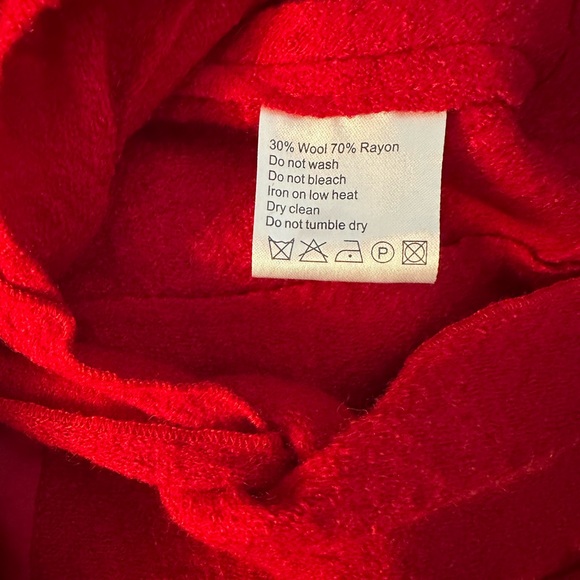 30% Wool 70% Rayon
Do not wash
Do not bleach
Iron on low heat
Dry clean
Do not tumble dry
P